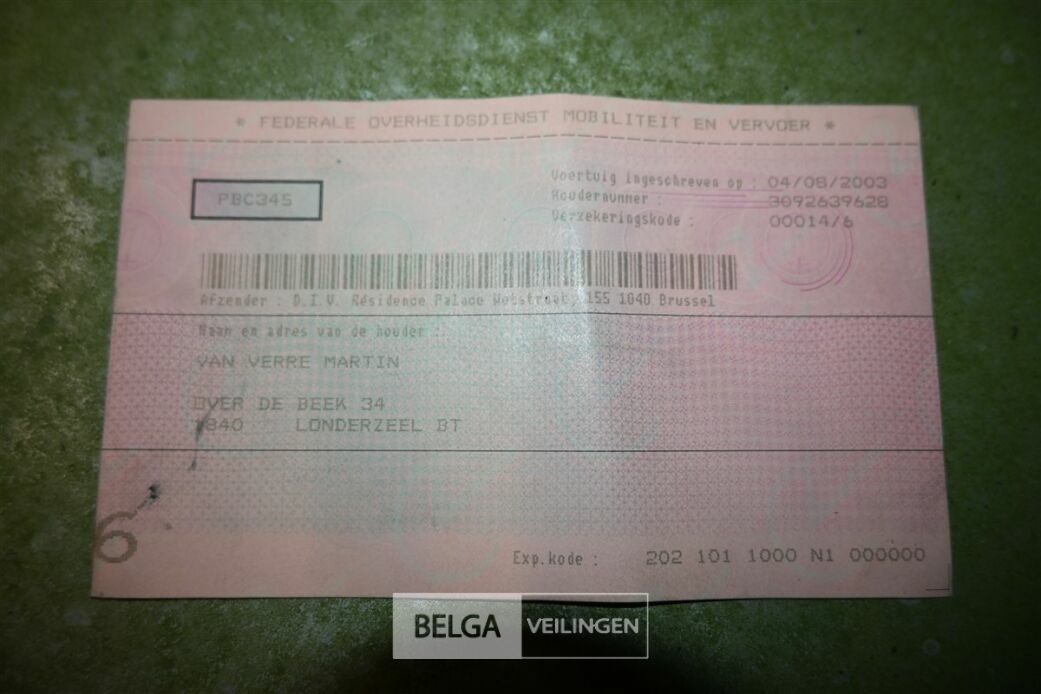 * FEDERALE OVERHEIDSDIENST MOBILITEIT EN VERVOER *
PBC345
Voertuig ingeschreven op : 04/08/2003
Houdernummer : 3092639628
Verzekeringskode : 00014/6
Afzender : D.I.V. Résidence Palace Wetstraat, 155 1040 Brussel
Naam en adres van de houder :
VAN VERRE MARTIN
OVER DE BEEK 34
1840 LONDERZEEL BT
6
Exp.kode : 202 101 1000 N1 000000
BELGA VEILINGEN